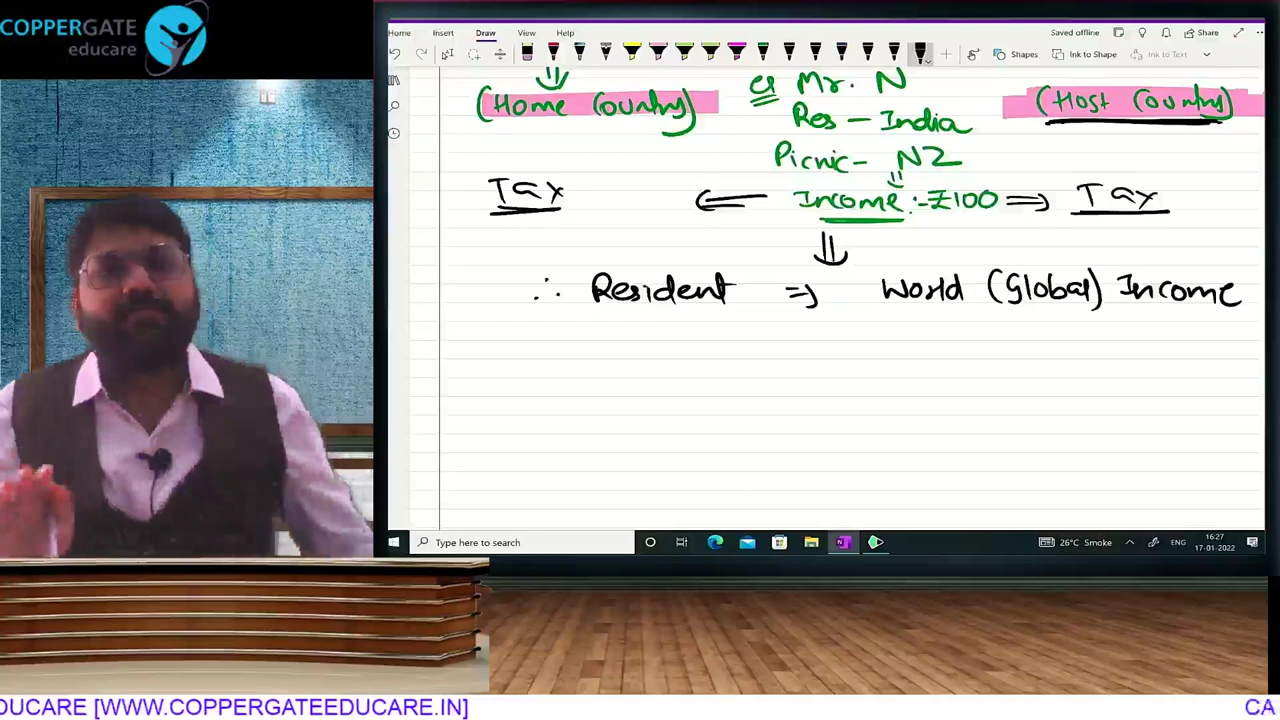 COPPERGATE
educare
Home Insert Draw View Help
Saved offline
Share
Shapes
Ink to Shape
Ink to Text
(Home Country)
eg Mr. N
(Host Country)
Res - India
Picnic - NZ
Tax
Income :- ₹100
Tax
∴ Resident ⇒ World (Global) Income
Type here to search
26°C Smoke
ENG
16:27
17-01-2022
DUCARE [WWW.COPPERGATEEDUCARE.IN]
CA